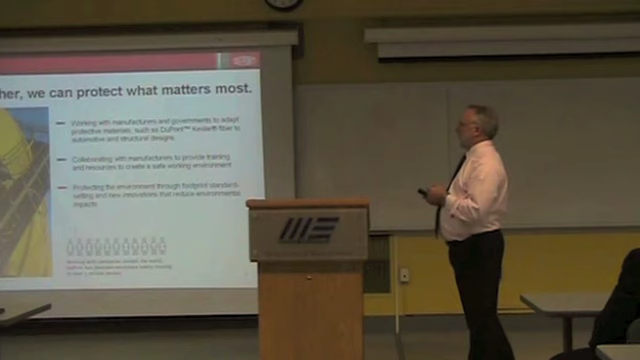 her, we can protect what matters most.
Working with manufacturers and governments to adapt
protective materials, such as DuPont™ Kevlar® fiber to
automotive and structural designs.
Collaborating with manufacturers to provide training
and resources to create a safe working environment
Protecting the environment through footprint standard-
setting and new innovations that reduce environmental
impacts